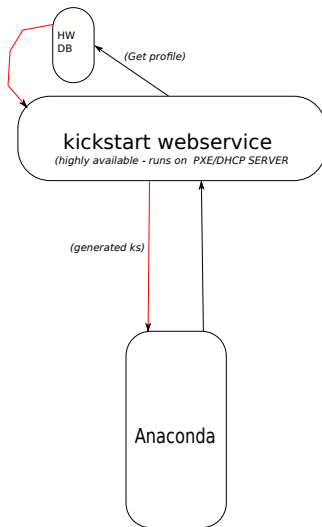 HW
DB
(Get profile)
kickstart webservice
(highly available - runs on PXE/DHCP SERVER
(generated ks)
Anaconda